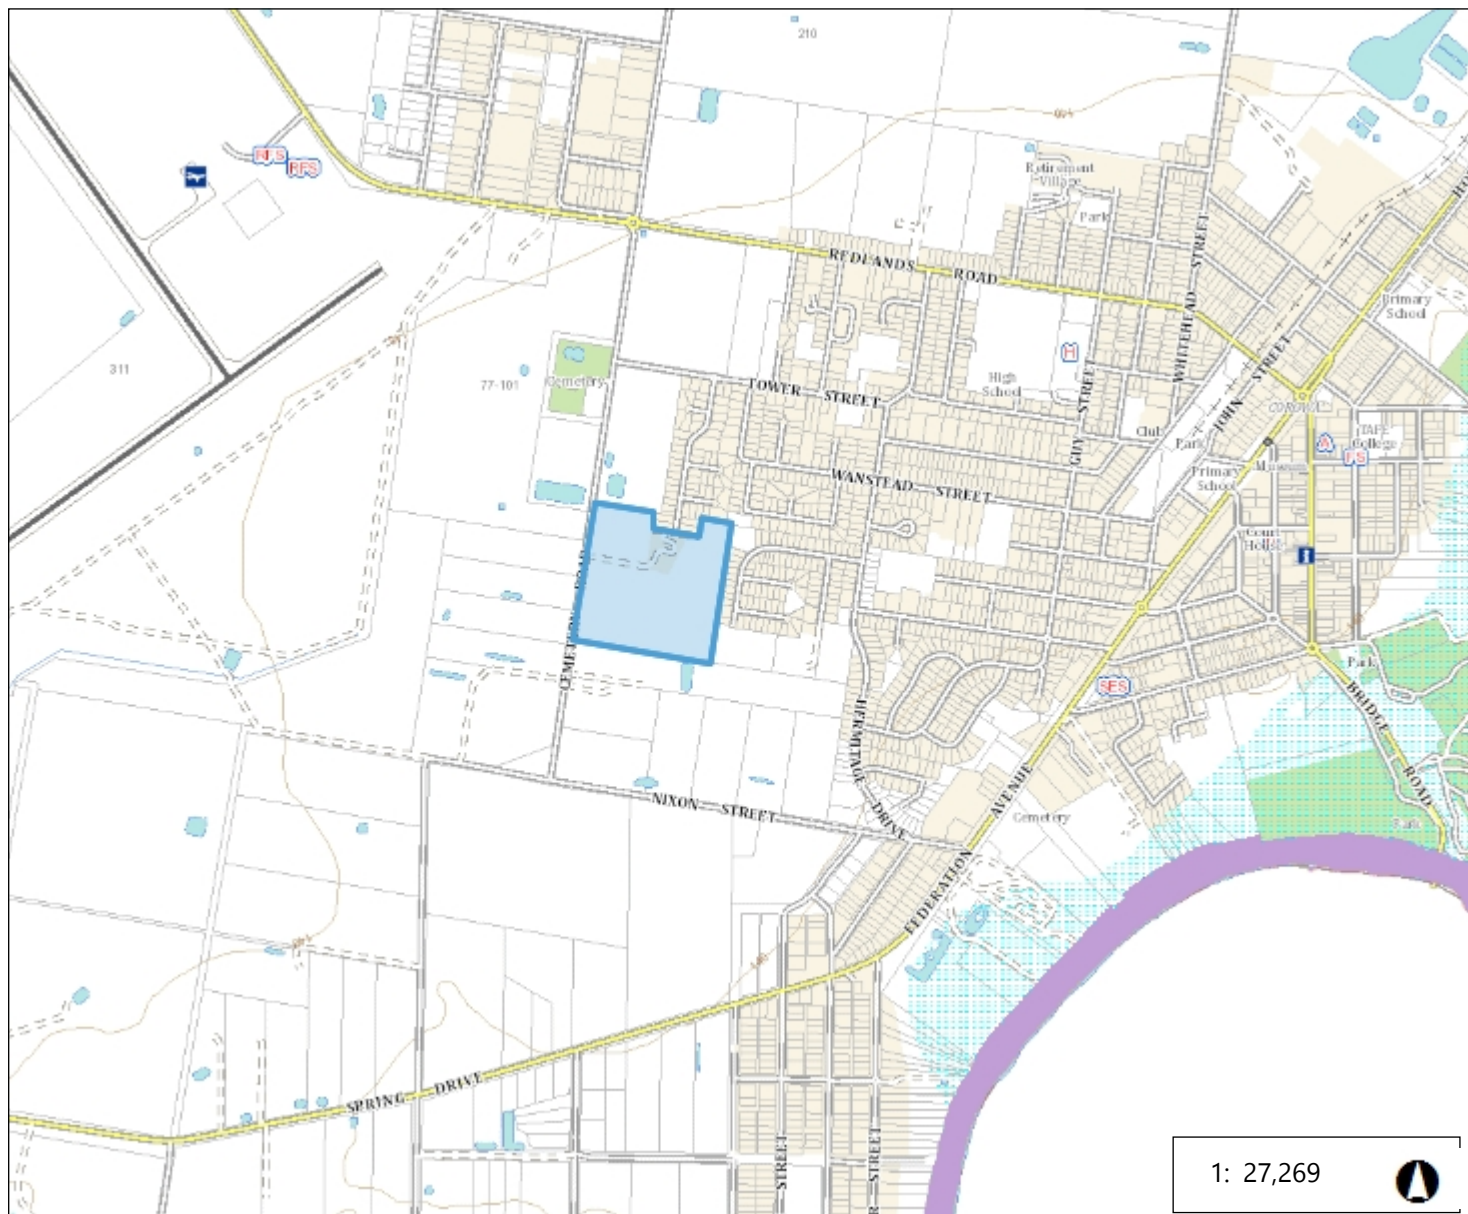 210
RFS
RFS
440
Retirement
Village
Park
REDLANDS ROAD
WHITEHEAD STREET
Primary
School
311
77-101
Cemetery
H
TOWER STREET
High
School
GUY STREET
JOHN STREET
COROWA
Club
Park
A
TAFE
College
FS
WANSTEAD STREET
Primary
School
Museum
Court
House
CEMETERY ROAD
SES
Park
BRIDGE ROAD
HERMITAGE DRIVE
NIXON STREET
FEDERATION AVENUE
Cemetery
Park
140
SPRING DRIVE
STREET
STREET
1: 27,269